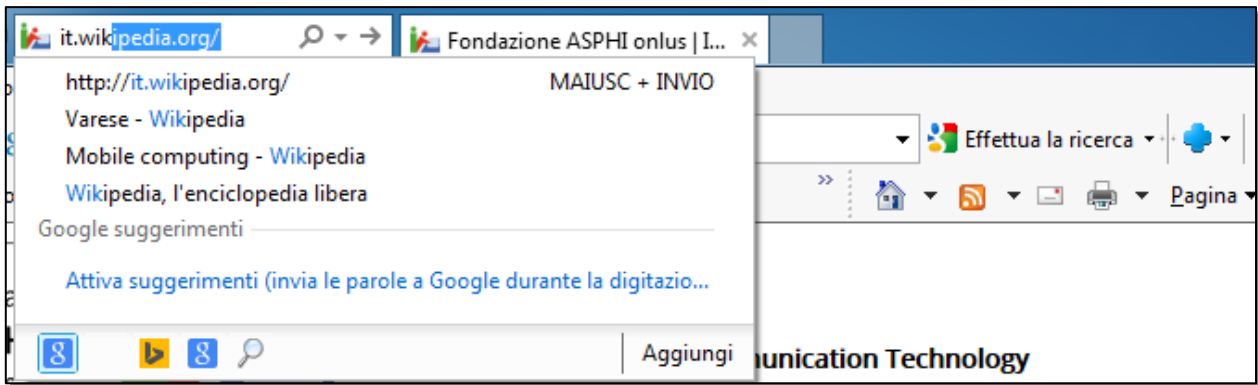 it.wikipedia.org/
Fondazione ASPHI onlus | I...
http://it.wikipedia.org/ MAIUSC + INVIO
Varese - Wikipedia
Mobile computing - Wikipedia
Wikipedia, l'enciclopedia libera
Google suggerimenti
Attiva suggerimenti (invia le parole a Google durante la digitazio...
Aggiungi
Effettua la ricerca
Pagina
munication Technology